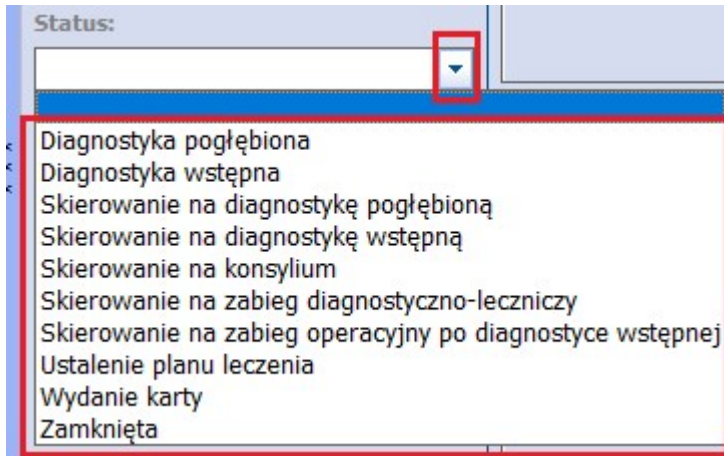 Status:
Diagnostyka pogłębiona
Diagnostyka wstępna
Skierowanie na diagnostykę pogłębioną
Skierowanie na diagnostykę wstępną
Skierowanie na konsylium
Skierowanie na zabieg diagnostyczno-leczniczy
Skierowanie na zabieg operacyjny po diagnostyce wstępnej
Ustalenie planu leczenia
Wydanie karty
Zamknięta